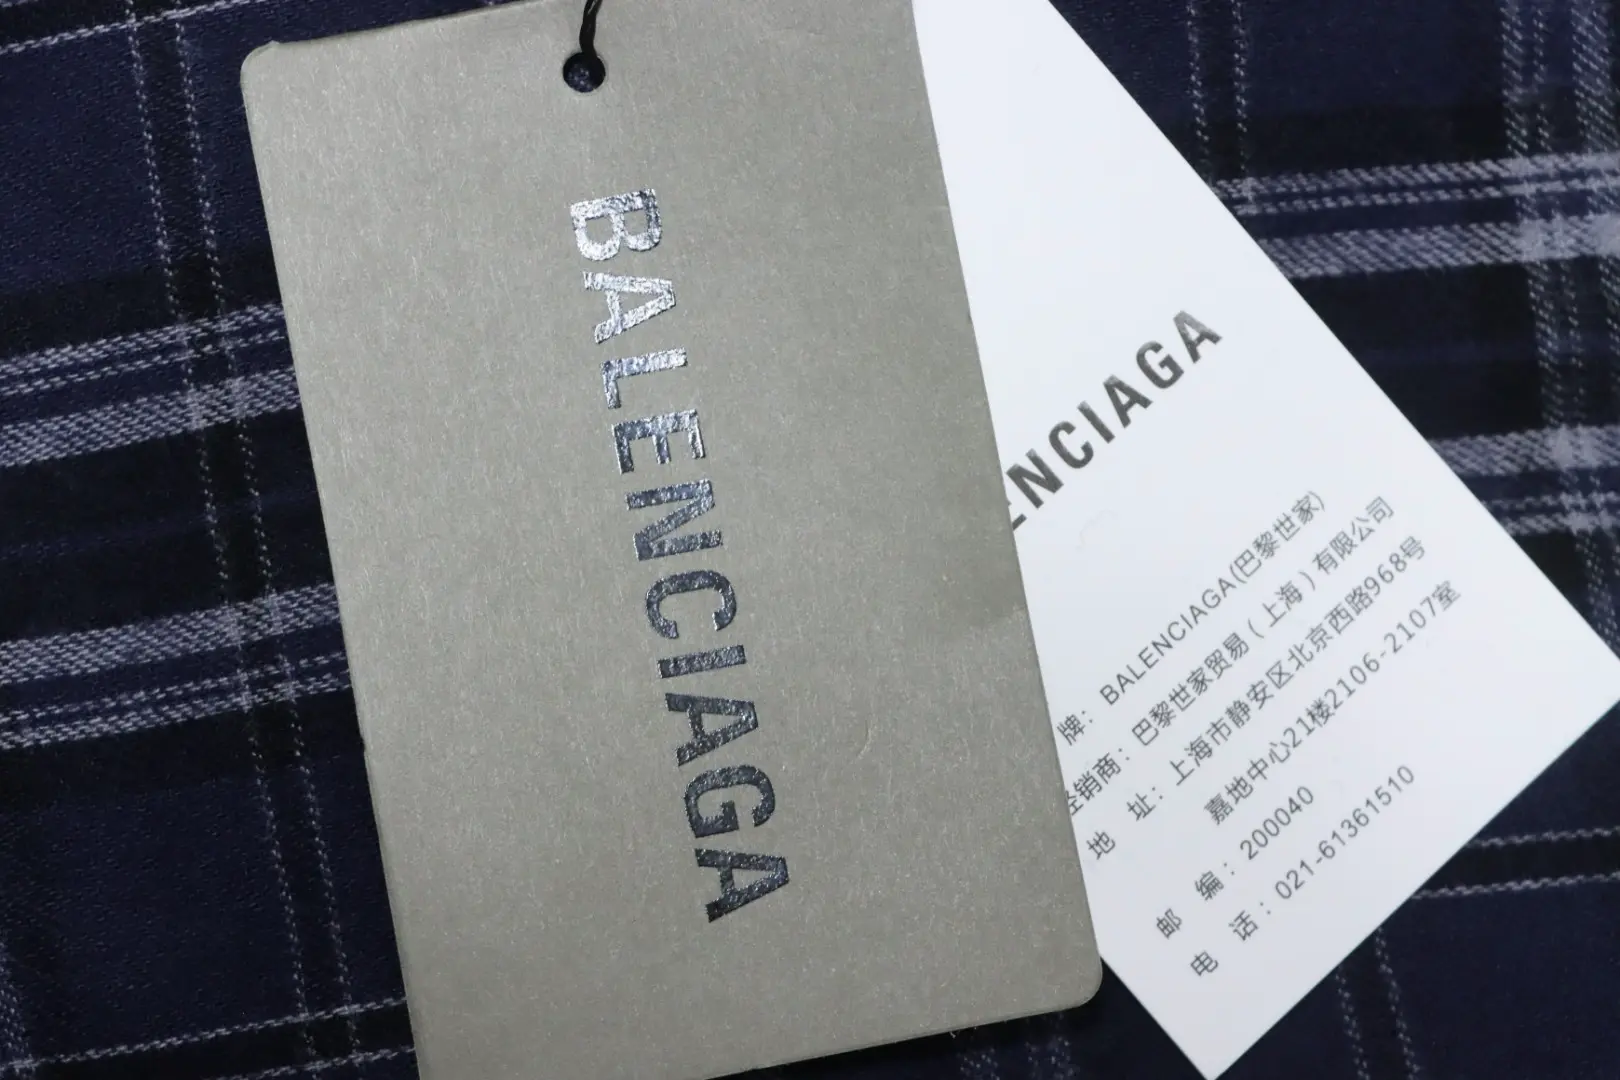 BALENCIAGA
ENCIAGA
牌：BALENCIAGA(巴黎世家)
经销商：巴黎世家贸易（上海）有限公司
地 址：上海市静安区北京西路968号
嘉地中心21楼2106-2107室
邮 编：200040
电 话：021-61361510